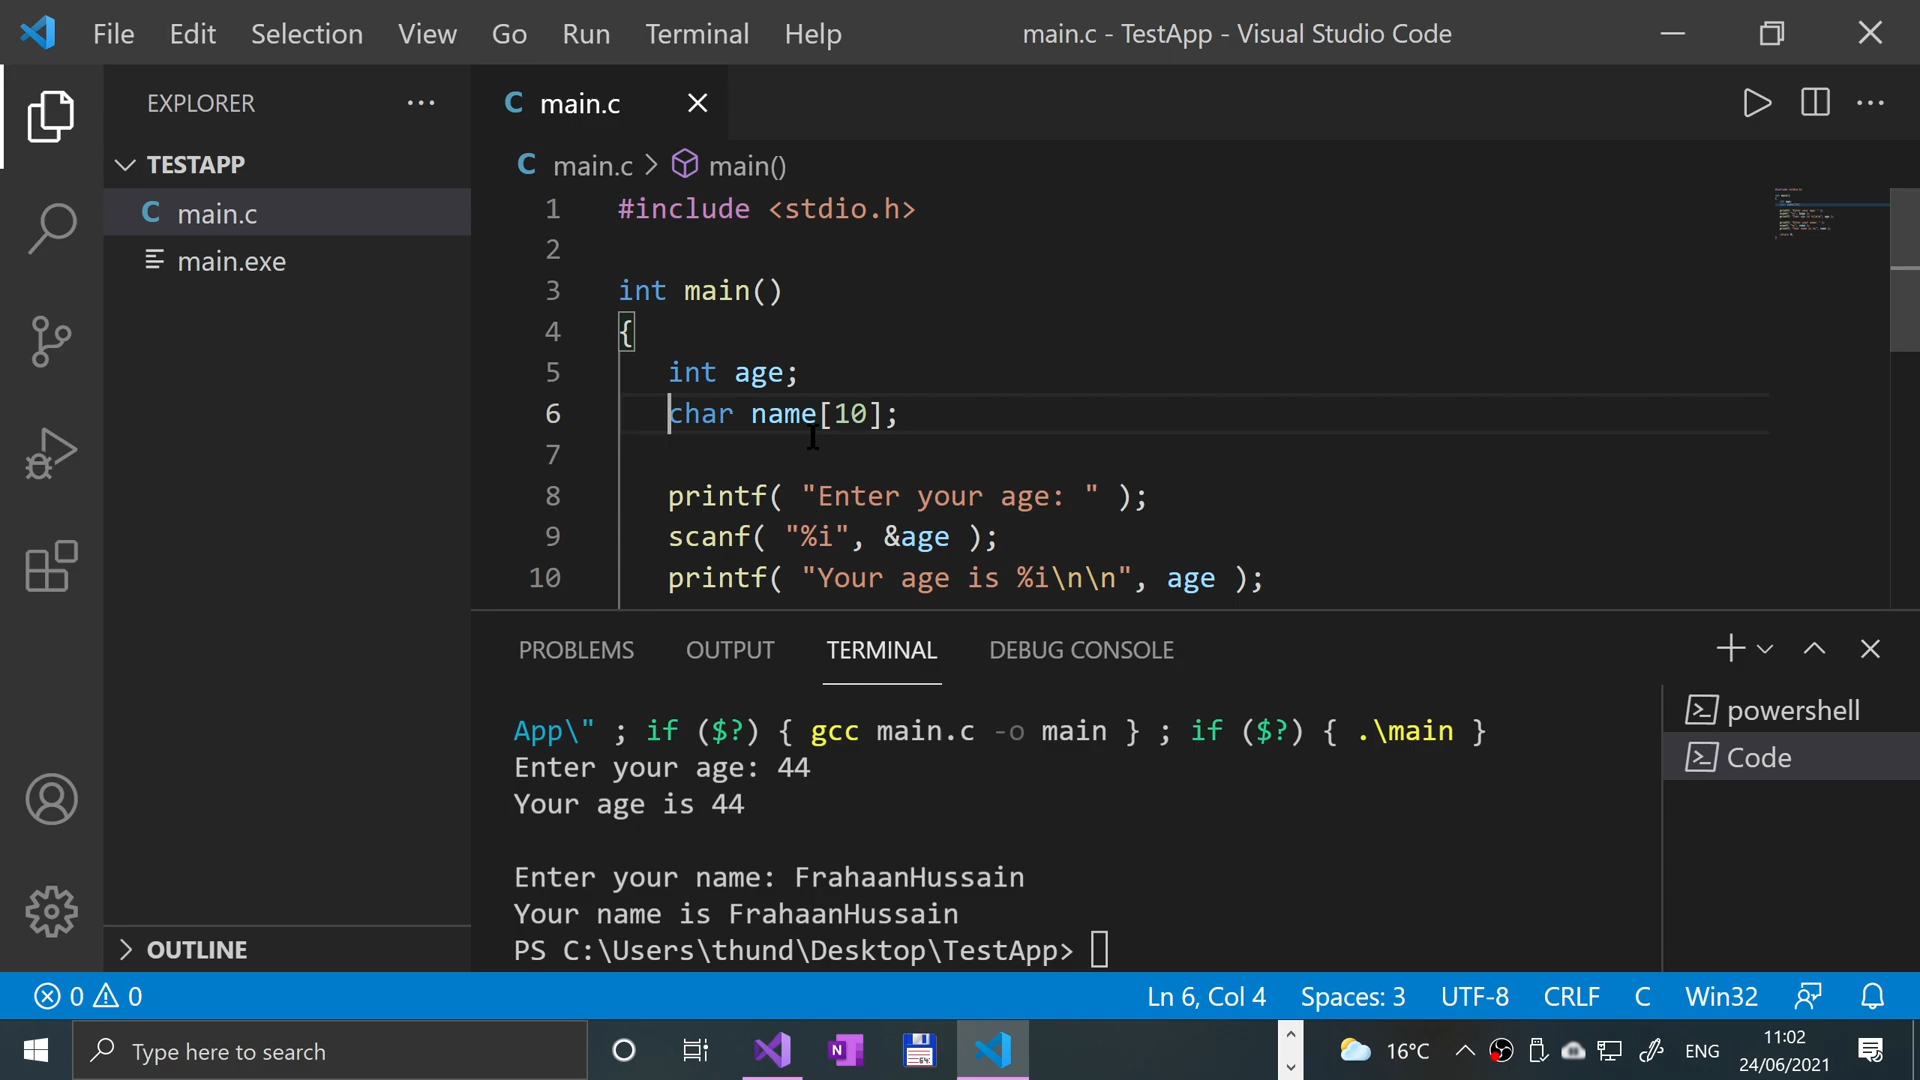 File Edit Selection View Go Run Terminal Help main.c - TestApp - Visual Studio Code
EXPLORER
TESTAPP
C main.c
main.exe
OUTLINE
C main.c
C main.c > main()
1 #include <stdio.h>
2
3 int main()
4 {
5 int age;
6 char name[10];
7
8 printf( "Enter your age: " );
9 scanf( "%i", &age );
10 printf( "Your age is %i\n\n", age );
PROBLEMS OUTPUT TERMINAL DEBUG CONSOLE
App\" ; if ($?) { gcc main.c -o main } ; if ($?) { .\main }
Enter your age: 44
Your age is 44
Enter your name: FrahaanHussain
Your name is FrahaanHussain
PS C:\Users\thund\Desktop\TestApp>
powershell
Code
0 0 Ln 6, Col 4 Spaces: 3 UTF-8 CRLF C Win32
Type here to search N 64 16°C ENG 11:02
24/06/2021